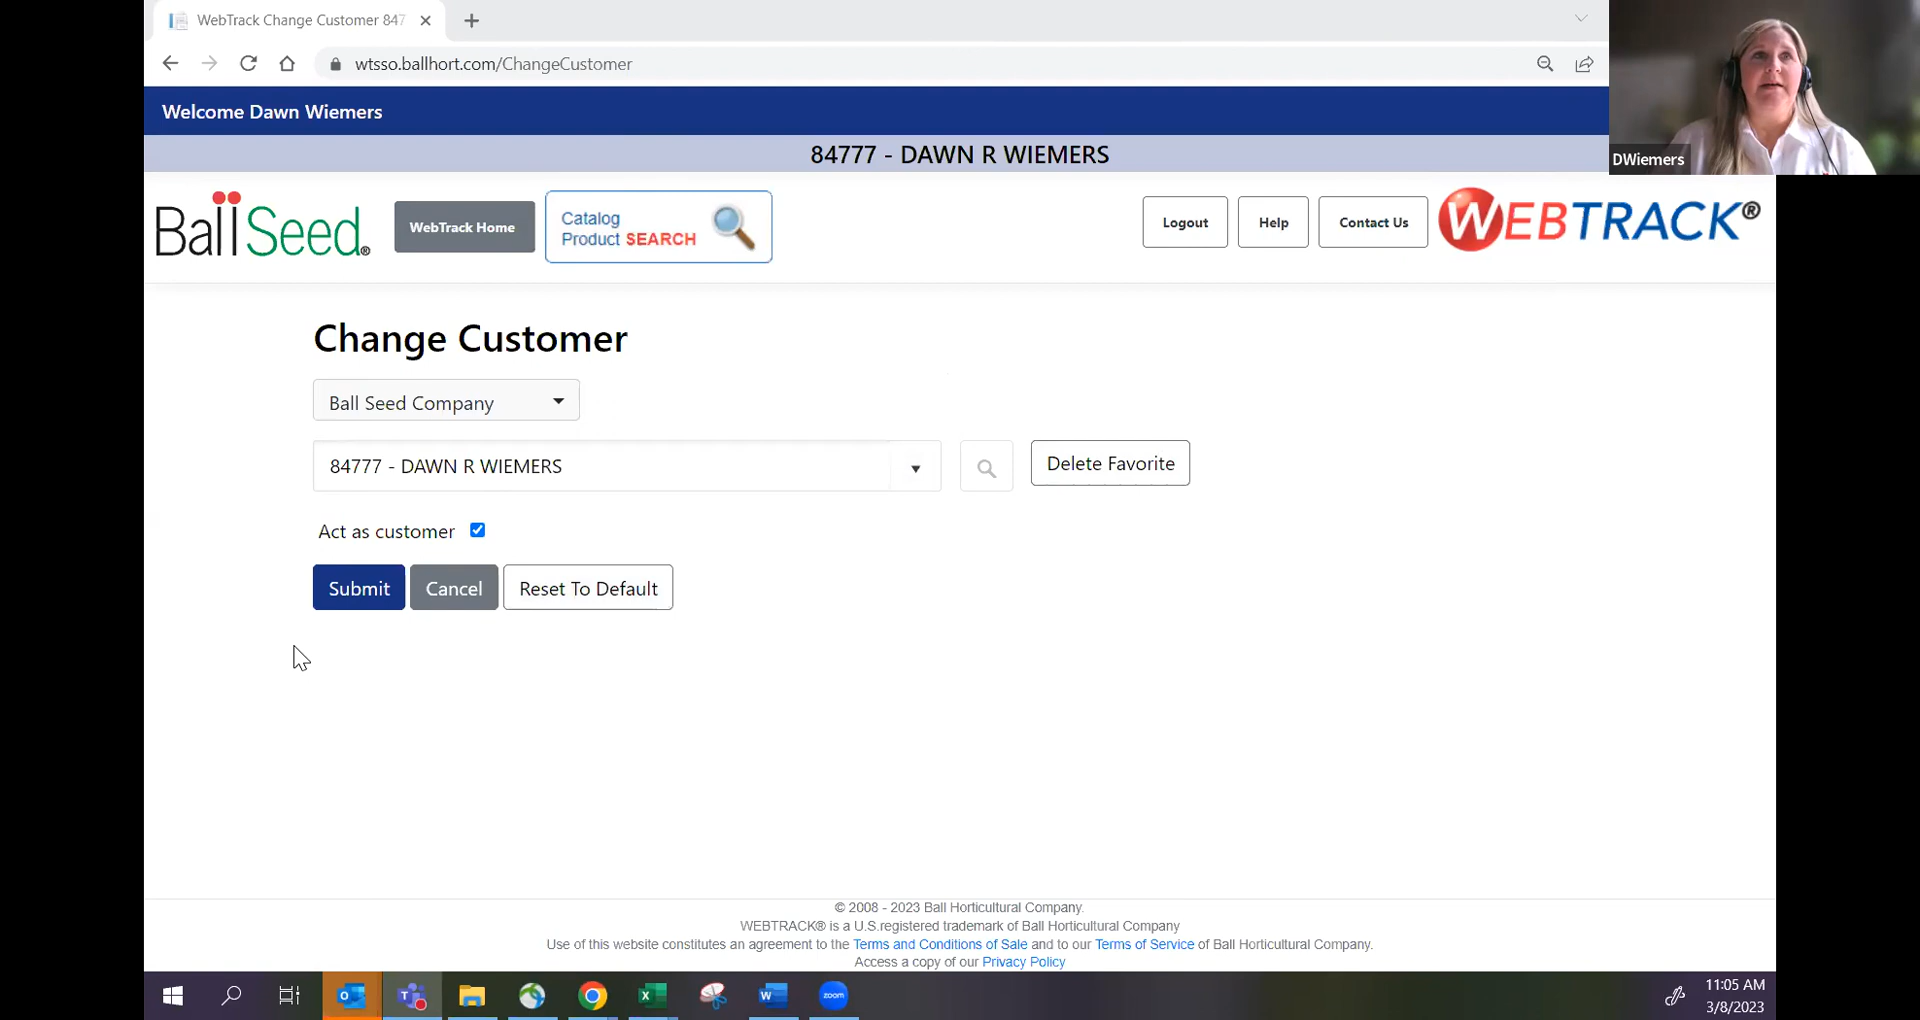 WebTrack Change Customer 847
wtsso.ballhort.com/ChangeCustomer
Welcome Dawn Wiemers
84777 - DAWN R WIEMERS
DWiemers
Ball Seed®
WebTrack Home
Catalog
Product SEARCH
Logout
Help
Contact Us
WEBTRACK®
Change Customer
Ball Seed Company
84777 - DAWN R WIEMERS
Delete Favorite
Act as customer
Submit
Cancel
Reset To Default
© 2008 - 2023 Ball Horticultural Company.
WEBTRACK® is a U.S.registered trademark of Ball Horticultural Company
Use of this website constitutes an agreement to the Terms and Conditions of Sale and to our Terms of Service of Ball Horticultural Company.
Access a copy of our Privacy Policy
zoom
11:05 AM
3/8/2023